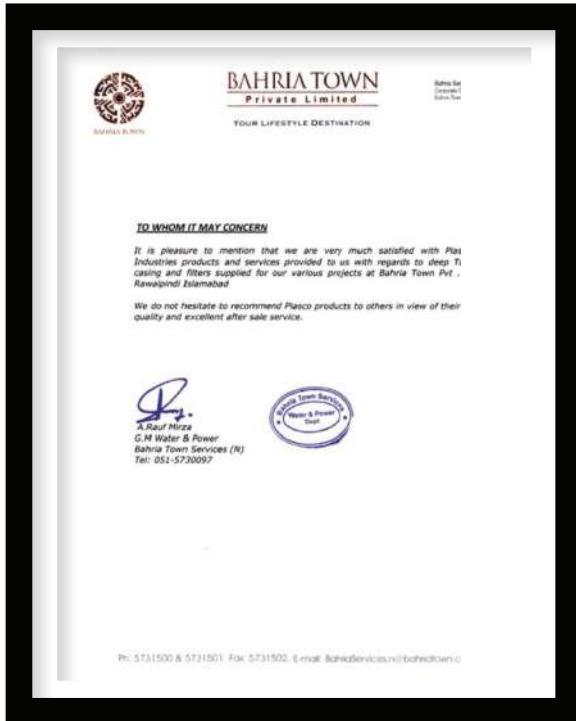 BAHRIA TOWN
BAHRIA TOWN
Private Limited
YOUR LIFESTYLE DESTINATION
TO WHOM IT MAY CONCERN
It is pleasure to mention that we are very much satisfied with Plas
Industries products and services provided to us with regards to deep T
casing and filters supplied for our various projects at Bahria Town Pvt .
Rawalpindi Islamabad
We do not hesitate to recommend Plasco products to others in view of their
quality and excellent after sale service.
A.Rauf Mirza
G.M Water & Power
Bahria Town Services (N)
Tel: 051-5730097
Bahria Town Services
Water & Power
Dept
Ph: 5731500 & 5731501. Fax: 5731502. E-mail: